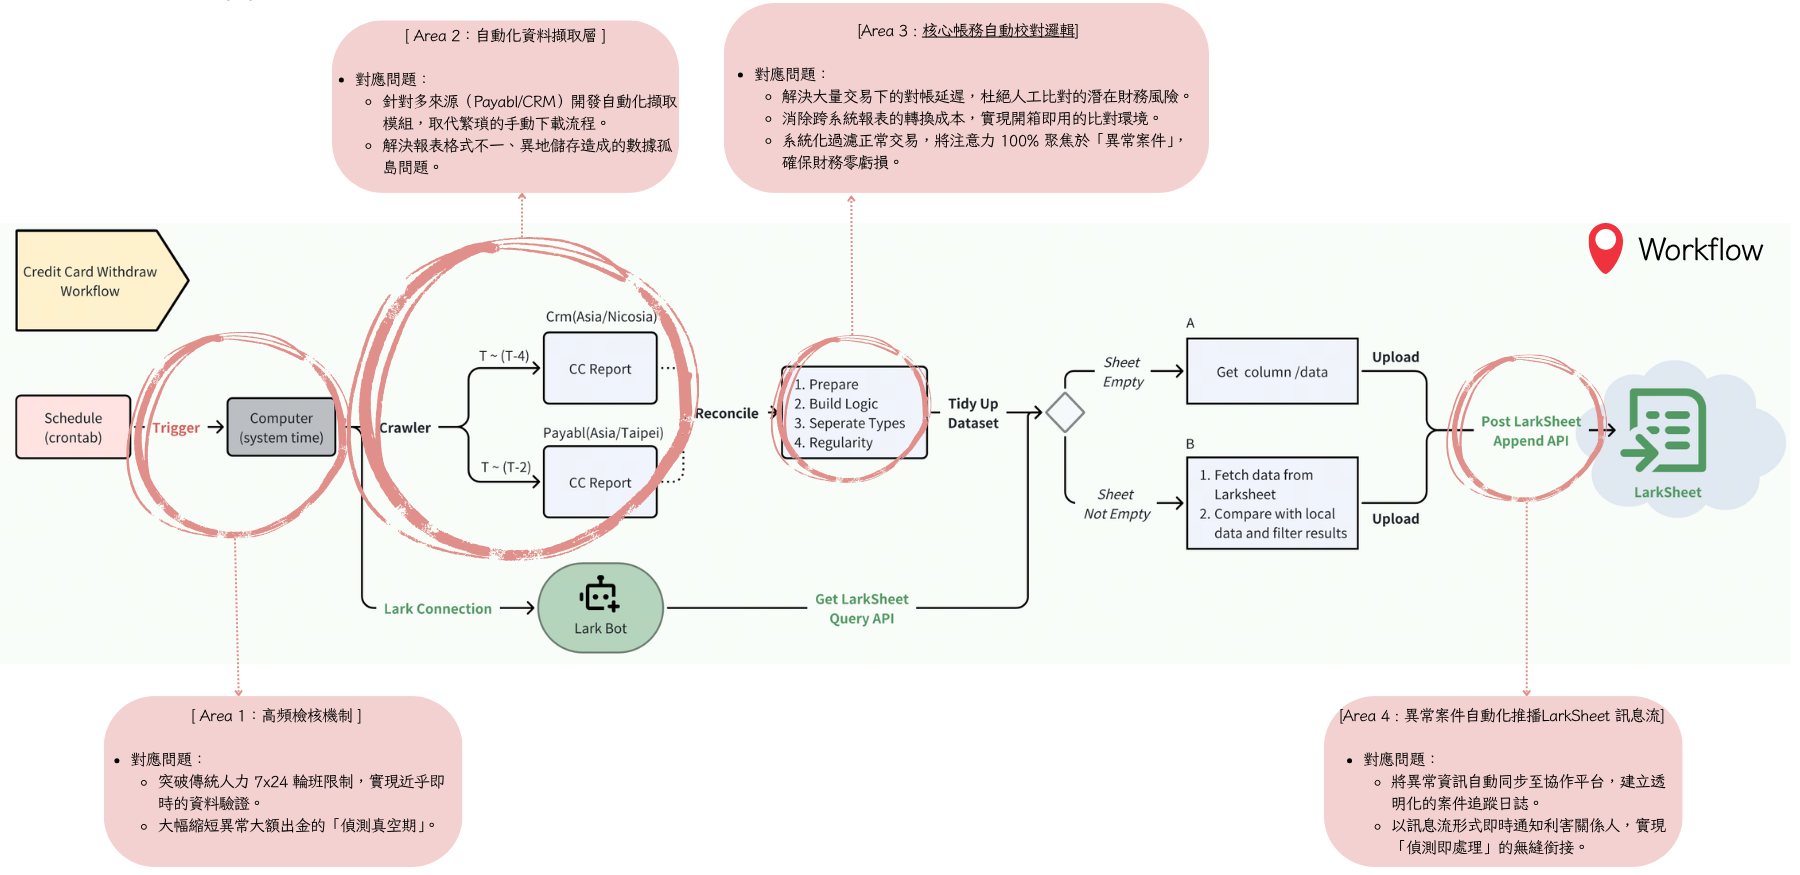 [ Area 2：自動化資料擷取層 ]
對應問題：
針對多來源（Payabl/CRM）開發自動化擷取
模組，取代繁瑣的手動下載流程。
解決報表格式不一、異地儲存造成的數據孤
島問題。
[Area 3 : 核心帳務自動校對邏輯]
對應問題：
解決大量交易下的對帳延遲，杜絕人工比對的潛在財務風險。
消除跨系統報表的轉換成本，實現開箱即用的比對環境。
系統化過濾正常交易，將注意力 100% 聚焦於「異常案件」，
確保財務零虧損。
Credit Card Withdraw
Workflow
Workflow
Schedule
(crontab)
Trigger
Computer
(system time)
Crawler
T ~ (T-4)
Crm(Asia/Nicosia)
CC Report
T ~ (T-2)
Payabl(Asia/Taipei)
CC Report
Reconcile
1. Prepare
2. Build Logic
3. Seperate Types
4. Regularity
Tidy Up
Dataset
Sheet
Empty
A
Get column /data
Upload
Sheet
Not Empty
B
1. Fetch data from
Larksheet
2. Compare with local
data and filter results
Upload
Post LarkSheet
Append API
LarkSheet
Lark Connection
Lark Bot
Get LarkSheet
Query API
[ Area 1：高頻檢核機制 ]
對應問題：
突破傳統人力 7x24 輪班限制，實現近乎即
時的資料驗證。
大幅縮短異常大額出金的「偵測真空期」。
[Area 4 : 異常案件自動化推播LarkSheet 訊息流]
對應問題：
將異常資訊自動同步至協作平台，建立透
明化的案件追蹤日誌。
以訊息流形式即時通知利害關係人，實現
「偵測即處理」的無縫銜接。